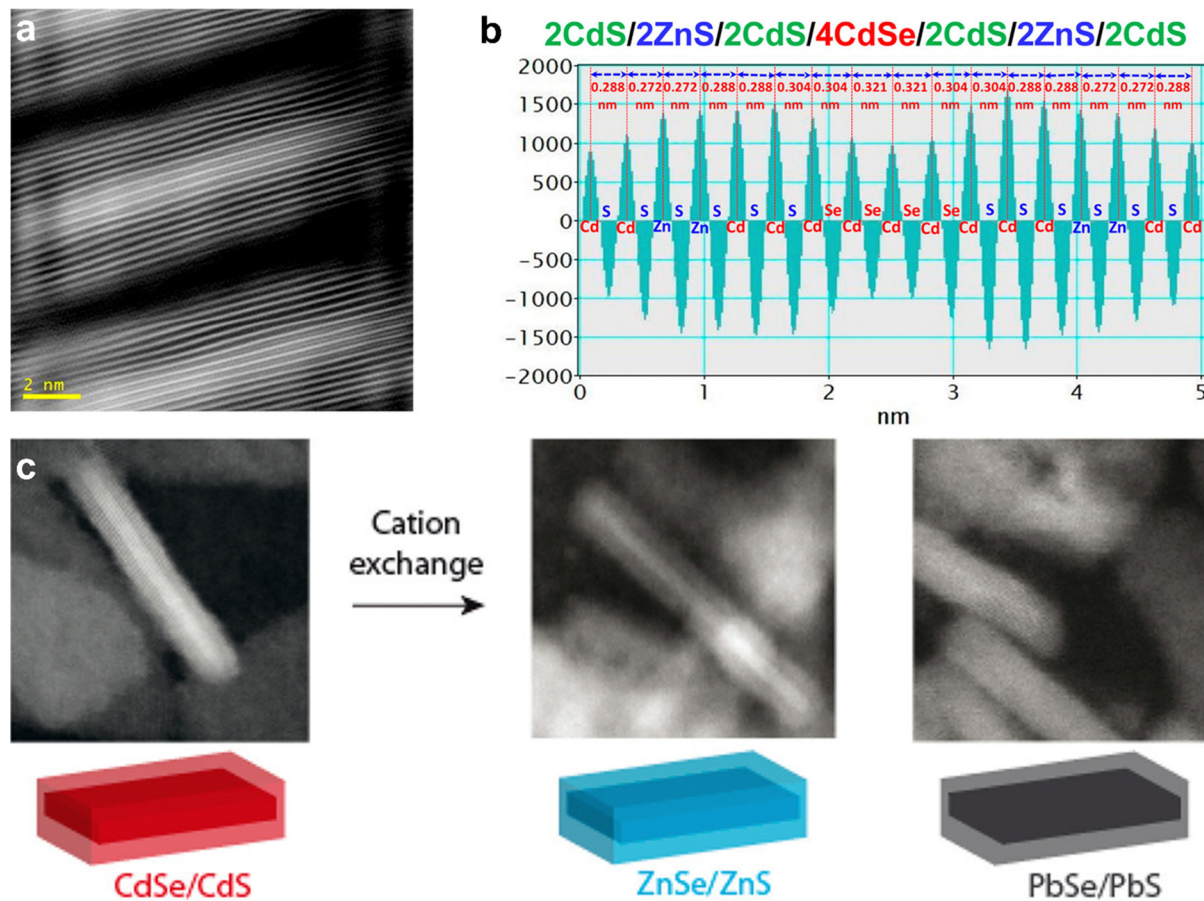 a
2 nm
b
2CdS/2ZnS/2CdS/4CdSe/2CdS/2ZnS/2CdS
2000
1500
1000
500
0
-500
-1000
-1500
-2000
0.288 0.272 0.272 0.288 0.288 0.304 0.304 0.321 0.321 0.304 0.304 0.288 0.288 0.272 0.272 0.288
nm nm nm nm nm nm nm nm nm nm nm nm nm nm nm nm
S S S S S S Se Se Se Se S S S S S S
Cd Cd Zn Zn Cd Cd Cd Cd Cd Cd Cd Cd Cd Zn Zn Cd Cd
0 1 2 3 4 5
nm
c
Cation
exchange
CdSe/CdS
ZnSe/ZnS
PbSe/PbS